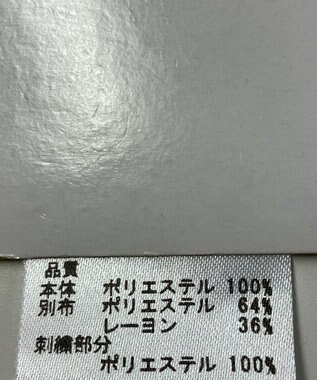 品質
本体 ポリエステル 100%
別布 ポリエステル 64%
レーヨン 36%
刺繍部分
ポリエステル 100%